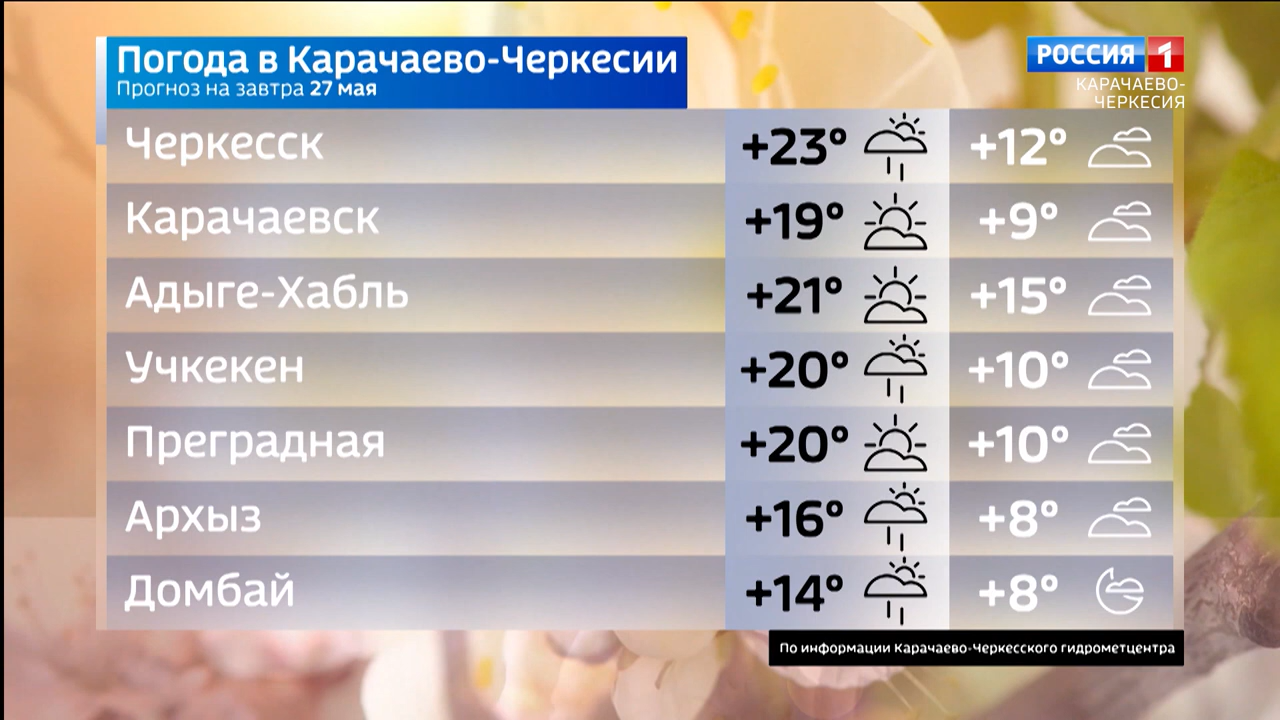 Погода в Карачаево-Черкесии
Прогноз на завтра 27 мая
РОССИЯ 1
КАРАЧАЕВО-
ЧЕРКЕСИЯ
Черкесск +23° +12°
Карачаевск +19° +9°
Адыге-Хабль +21° +15°
Учкекен +20° +10°
Преградная +20° +10°
Архыз +16° +8°
Домбай +14° +8°
По информации Карачаево-Черкесского гидрометцентра